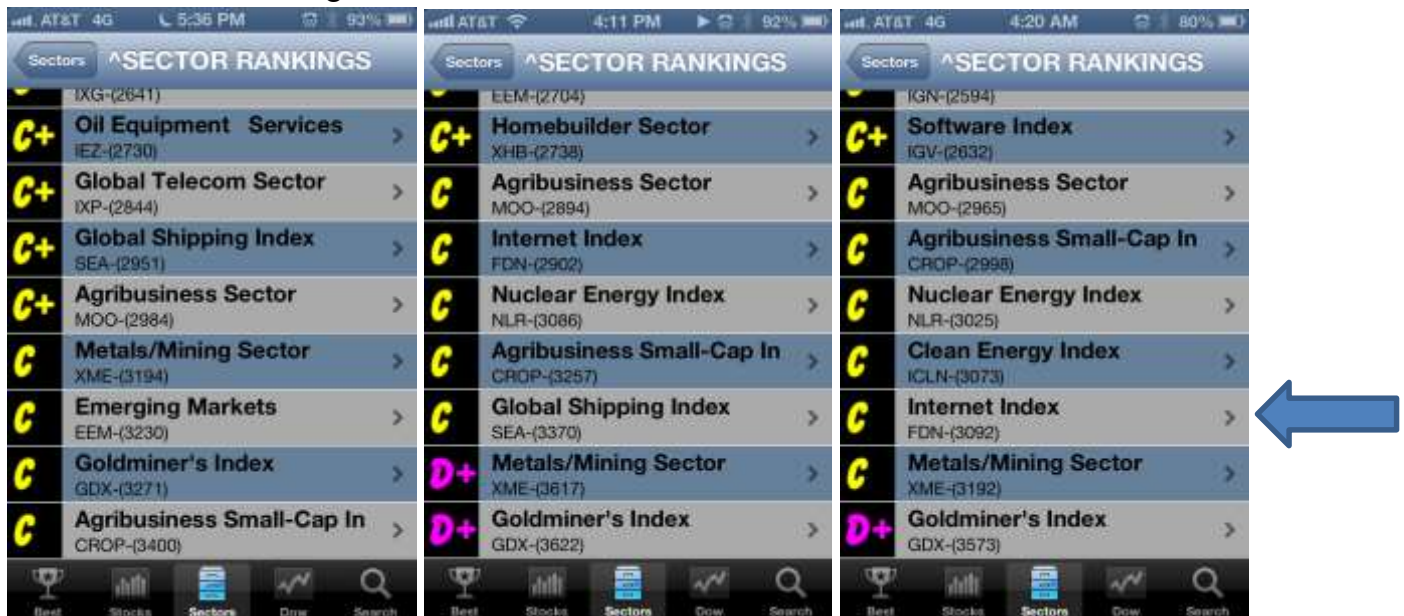 AT&T 4G 5:36 PM 93%
Sectors ^SECTOR RANKINGS
IXG-(2641)
C+ Oil Equipment Services
IEZ-(2730)
C+ Global Telecom Sector
IXP-(2844)
C+ Global Shipping Index
SEA-(2951)
C+ Agribusiness Sector
MOO-(2984)
C Metals/Mining Sector
XME-(3194)
C Emerging Markets
EEM-(3230)
C Goldminer's Index
GDX-(3271)
C Agribusiness Small-Cap In
CROP-(3400)
Best Stocks Sectors Dow Search
AT&T 4:11 PM 92%
Sectors ^SECTOR RANKINGS
EEM-(2704)
C+ Homebuilder Sector
XHB-(2738)
C Agribusiness Sector
MOO-(2894)
C Internet Index
FDN-(2902)
C Nuclear Energy Index
NLR-(3086)
C Agribusiness Small-Cap In
CROP-(3257)
C Global Shipping Index
SEA-(3370)
D+ Metals/Mining Sector
XME-(3617)
D+ Goldminer's Index
GDX-(3622)
Best Stocks Sectors Dow Search
AT&T 4G 4:20 AM 80%
Sectors ^SECTOR RANKINGS
IGN-(2594)
C+ Software Index
IGV-(2632)
C Agribusiness Sector
MOO-(2965)
C Agribusiness Small-Cap In
CROP-(2998)
C Nuclear Energy Index
NLR-(3025)
C Clean Energy Index
ICLN-(3073)
C Internet Index
FDN-(3092)
C Metals/Mining Sector
XME-(3192)
D+ Goldminer's Index
GDX-(3573)
Best Stocks Sectors Dow Search